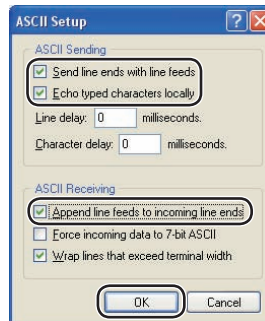 ASCII Setup
ASCII Sending
Send line ends with line feeds
Echo typed characters locally
Line delay: 0 milliseconds.
Character delay: 0 milliseconds.
ASCII Receiving
Append line feeds to incoming line ends
Force incoming data to 7-bit ASCII
Wrap lines that exceed terminal width
OK Cancel